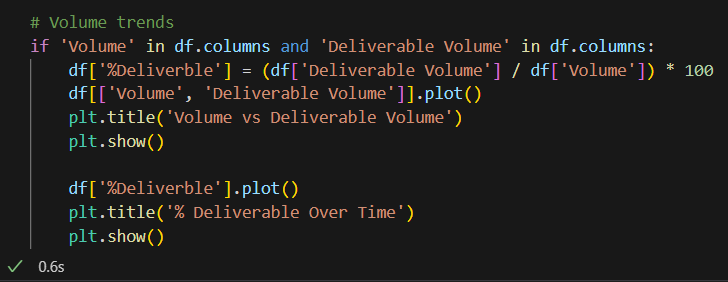 # Volume trends
if 'Volume' in df.columns and 'Deliverable Volume' in df.columns:
    df['%Deliverble'] = (df['Deliverable Volume'] / df['Volume']) * 100
    df[['Volume', 'Deliverable Volume']].plot()
    plt.title('Volume vs Deliverable Volume')
    plt.show()

    df['%Deliverble'].plot()
    plt.title('% Deliverable Over Time')
    plt.show()
✓ 0.6s